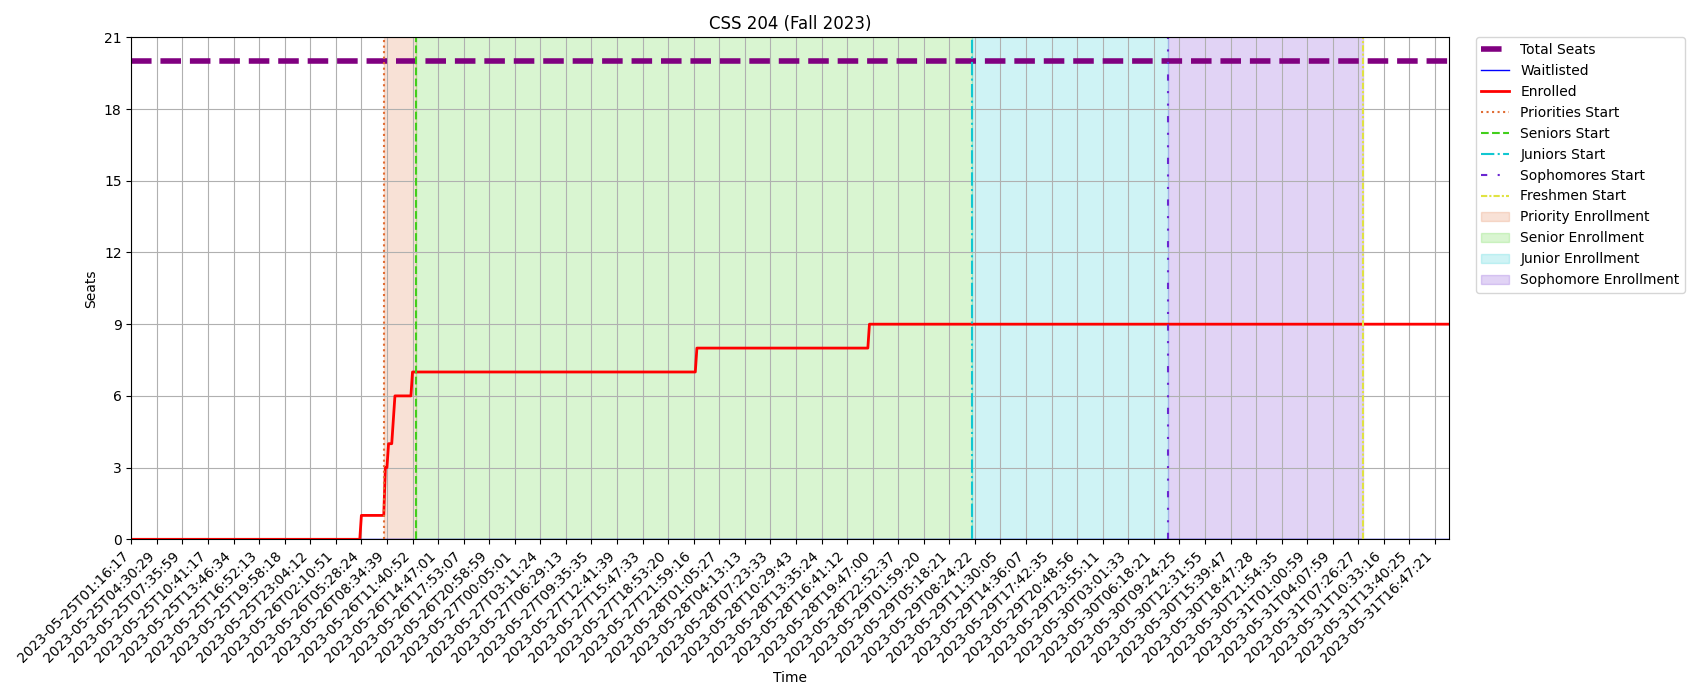 CSS 204 (Fall 2023)
21
18
15
12
9
6
3
0
Seats
2023-05-25T01:16:17
2023-05-25T04:30:29
2023-05-25T07:35:59
2023-05-25T10:41:17
2023-05-25T13:46:34
2023-05-25T16:52:13
2023-05-25T19:58:18
2023-05-25T23:04:12
2023-05-26T02:10:51
2023-05-26T05:28:24
2023-05-26T08:34:39
2023-05-26T11:40:52
2023-05-26T14:47:01
2023-05-26T17:53:07
2023-05-26T20:58:59
2023-05-27T00:05:01
2023-05-27T03:11:24
2023-05-27T06:29:13
2023-05-27T09:35:35
2023-05-27T12:41:39
2023-05-27T15:47:33
2023-05-27T18:53:20
2023-05-27T21:59:16
2023-05-28T01:05:27
2023-05-28T04:13:13
2023-05-28T07:23:33
2023-05-28T10:29:43
2023-05-28T13:35:24
2023-05-28T16:41:12
2023-05-28T19:47:00
2023-05-28T22:52:37
2023-05-29T01:59:20
2023-05-29T05:18:21
2023-05-29T08:24:22
2023-05-29T11:30:05
2023-05-29T14:36:07
2023-05-29T17:42:35
2023-05-29T20:48:56
2023-05-29T23:55:11
2023-05-30T03:01:33
2023-05-30T06:18:21
2023-05-30T09:24:25
2023-05-30T12:31:55
2023-05-30T15:39:47
2023-05-30T18:47:28
2023-05-30T21:54:35
2023-05-31T01:00:59
2023-05-31T04:07:59
2023-05-31T07:26:27
2023-05-31T10:33:16
2023-05-31T13:40:25
2023-05-31T16:47:21
Time
Total Seats
Waitlisted
Enrolled
Priorities Start
Seniors Start
Juniors Start
Sophomores Start
Freshmen Start
Priority Enrollment
Senior Enrollment
Junior Enrollment
Sophomore Enrollment